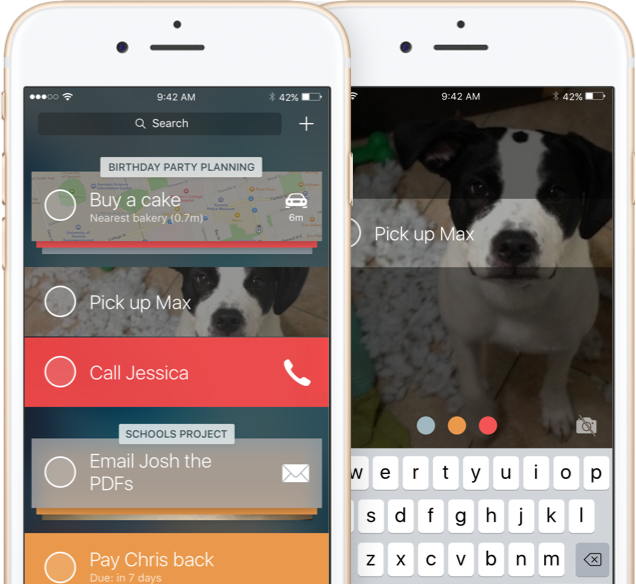 9:42 AM
42%
Search
BIRTHDAY PARTY PLANNING
Buy a cake
Nearest bakery (0.7m)
6m
Pick up Max
Call Jessica
SCHOOLS PROJECT
Email Josh the
PDFs
Pay Chris back
Due: in 7 days
9:42 AM
42%
Pick up Max
w e r t y u i o p
s d f g h j k l
z x c v b n m